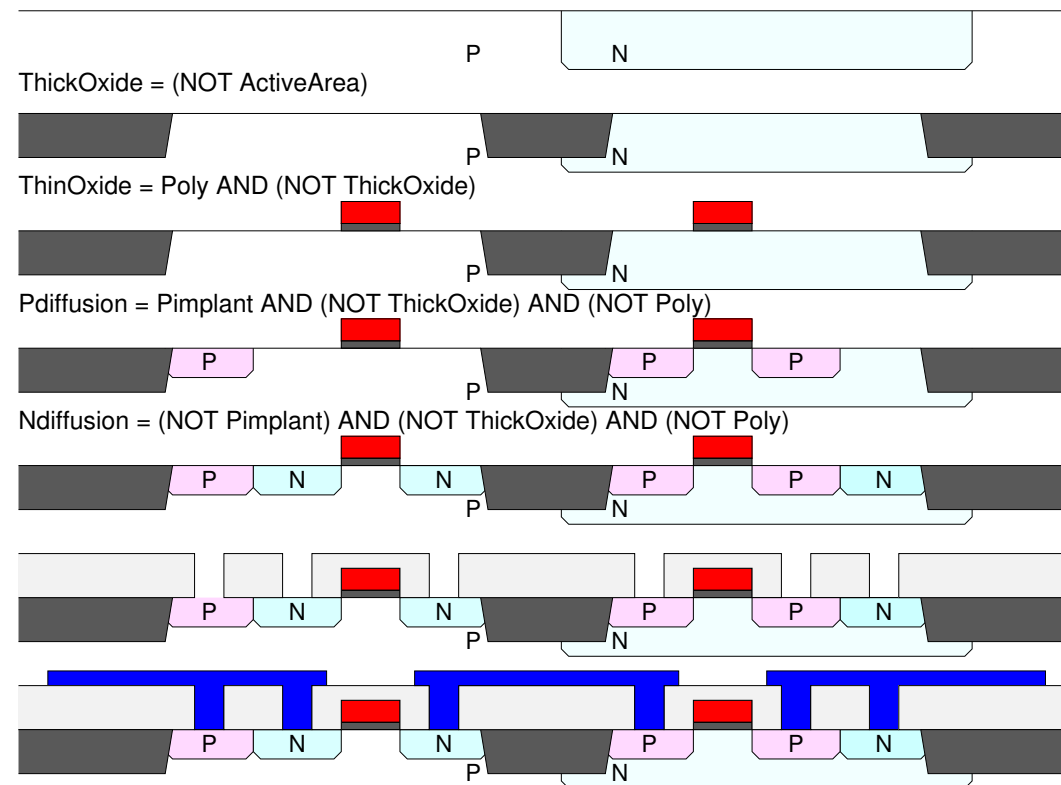 P N
ThickOxide = (NOT ActiveArea)
P N
ThinOxide = Poly AND (NOT ThickOxide)
P N
Pdiffusion = Pimplant AND (NOT ThickOxide) AND (NOT Poly)
P P P
P N
Ndiffusion = (NOT Pimplant) AND (NOT ThickOxide) AND (NOT Poly)
P N N P P N
P N
P N N P P N
P N
P N N P P N
P N